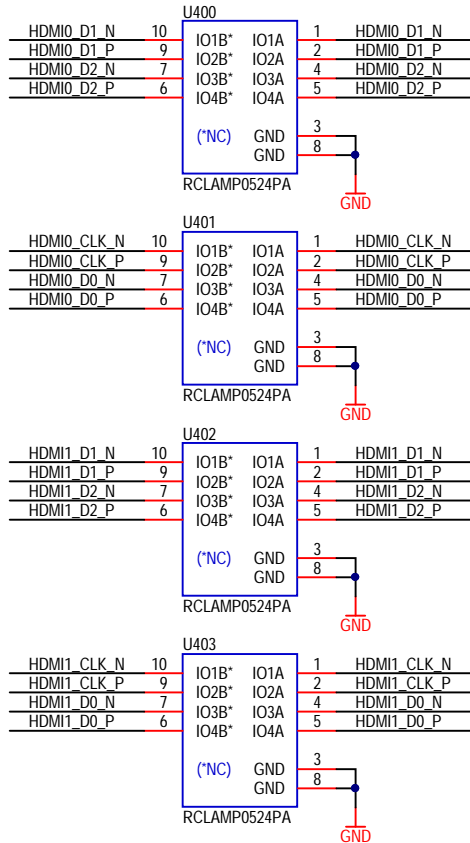 U400
HDMI0_D1_N 10 IO1B* IO1A 1 HDMI0_D1_N
HDMI0_D1_P 9 IO2B* IO2A 2 HDMI0_D1_P
HDMI0_D2_N 7 IO3B* IO3A 4 HDMI0_D2_N
HDMI0_D2_P 6 IO4B* IO4A 5 HDMI0_D2_P
(*NC) GND 3
GND 8
RCLAMP0524PA
GND
U401
HDMI0_CLK_N 10 IO1B* IO1A 1 HDMI0_CLK_N
HDMI0_CLK_P 9 IO2B* IO2A 2 HDMI0_CLK_P
HDMI0_D0_N 7 IO3B* IO3A 4 HDMI0_D0_N
HDMI0_D0_P 6 IO4B* IO4A 5 HDMI0_D0_P
(*NC) GND 3
GND 8
RCLAMP0524PA
GND
U402
HDMI1_D1_N 10 IO1B* IO1A 1 HDMI1_D1_N
HDMI1_D1_P 9 IO2B* IO2A 2 HDMI1_D1_P
HDMI1_D2_N 7 IO3B* IO3A 4 HDMI1_D2_N
HDMI1_D2_P 6 IO4B* IO4A 5 HDMI1_D2_P
(*NC) GND 3
GND 8
RCLAMP0524PA
GND
U403
HDMI1_CLK_N 10 IO1B* IO1A 1 HDMI1_CLK_N
HDMI1_CLK_P 9 IO2B* IO2A 2 HDMI1_CLK_P
HDMI1_D0_N 7 IO3B* IO3A 4 HDMI1_D0_N
HDMI1_D0_P 6 IO4B* IO4A 5 HDMI1_D0_P
(*NC) GND 3
GND 8
RCLAMP0524PA
GND